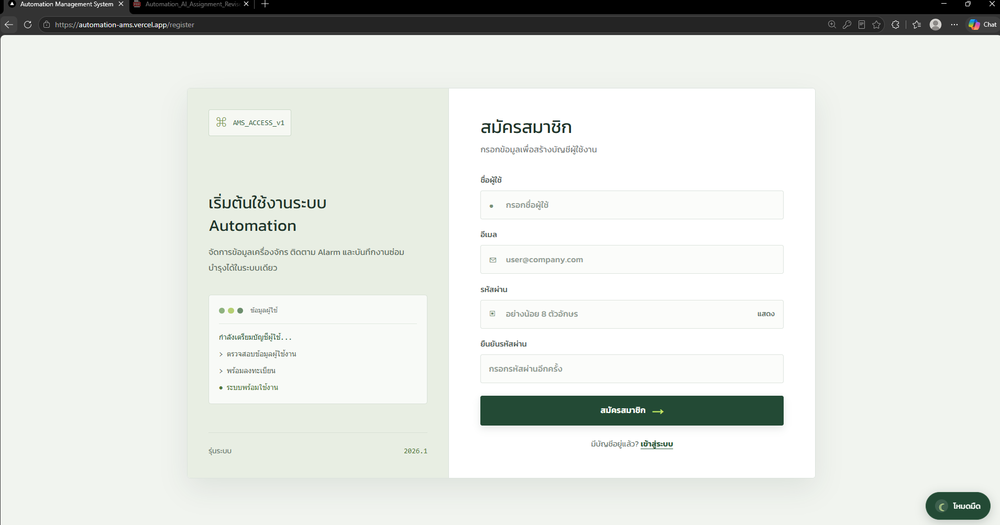 Automation Management System
Automation_AI_Assignment_Revise
https://automation-ams.vercel.app/register
Chat
AMS_ACCESS_v1
เริ่มต้นใช้งานระบบ
Automation
จัดการข้อมูลเครื่องจักร ติดตาม Alarm และบันทึกงานซ่อม
บำรุงได้ในระบบเดียว
ข้อมูลผู้ใช้
กำลังเตรียมบัญชีผู้ใช้...
> ตรวจสอบข้อมูลผู้ใช้งาน
> พร้อมลงทะเบียน
● ระบบพร้อมใช้งาน
รุ่นระบบ 2026.1
สมัครสมาชิก
กรอกข้อมูลเพื่อสร้างบัญชีผู้ใช้งาน
ชื่อผู้ใช้
กรอกชื่อผู้ใช้
อีเมล
user@company.com
รหัสผ่าน
อย่างน้อย 8 ตัวอักษร แสดง
ยืนยันรหัสผ่าน
กรอกรหัสผ่านอีกครั้ง
สมัครสมาชิก →
มีบัญชีอยู่แล้ว? เข้าสู่ระบบ
โหมดมืด